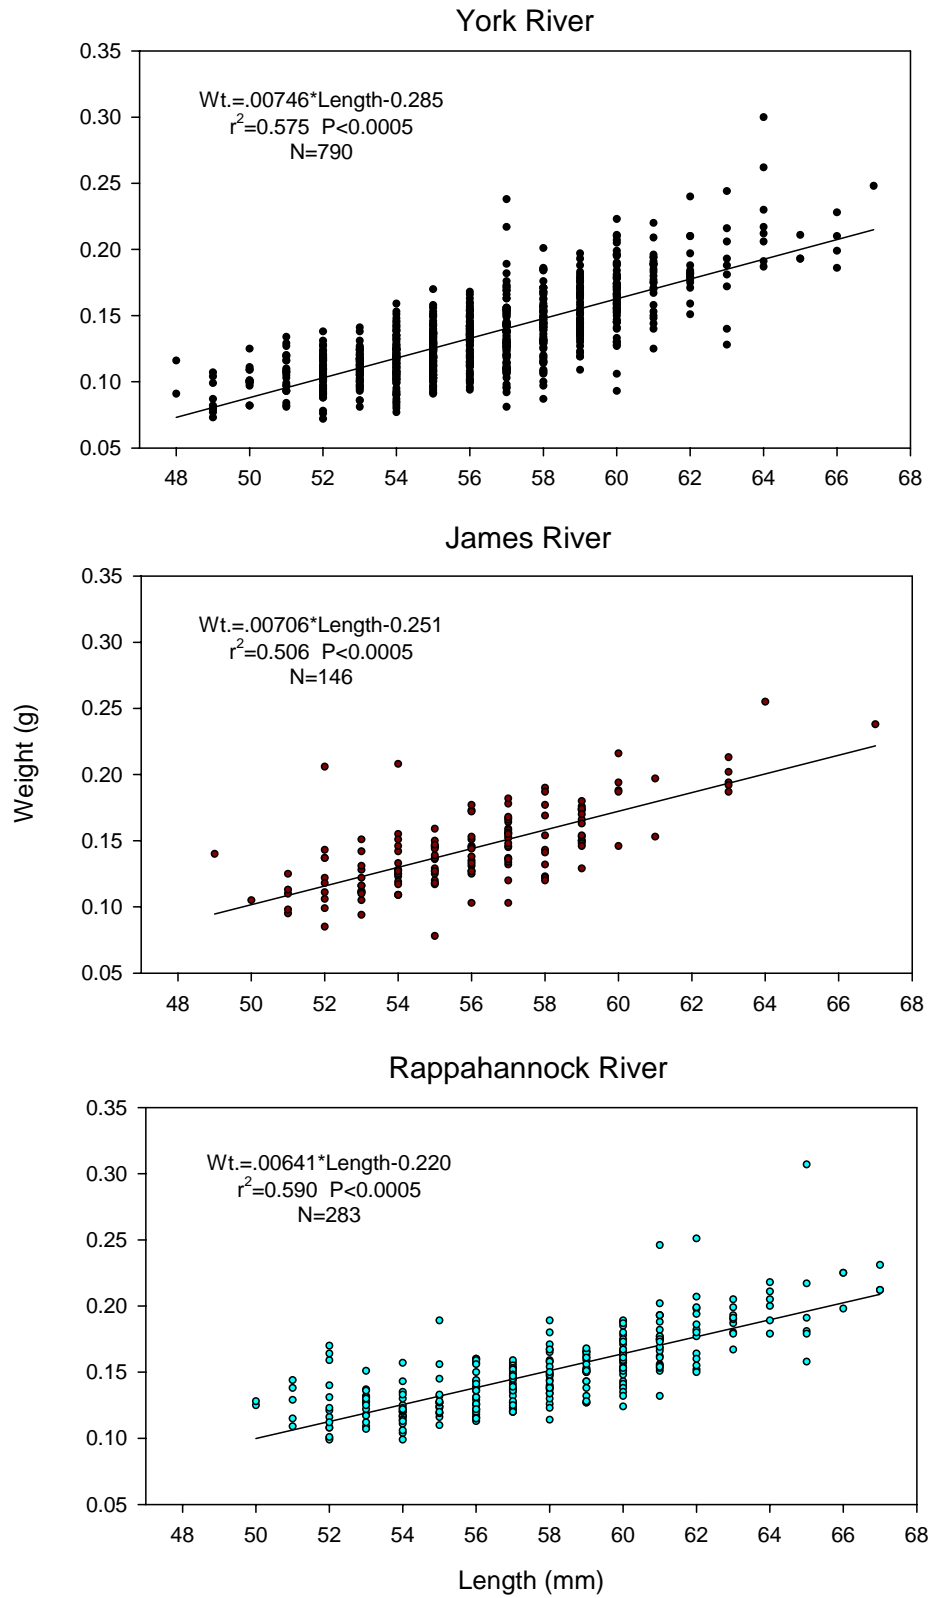 York River
0.35
0.30
0.25
0.20
0.15
0.10
0.05
Wt.=.00746*Length-0.285
r²=0.575 P<0.0005
N=790
48 50 52 54 56 58 60 62 64 66 68
James River
Weight (g)
0.35
0.30
0.25
0.20
0.15
0.10
0.05
Wt.=.00706*Length-0.251
r²=0.506 P<0.0005
N=146
48 50 52 54 56 58 60 62 64 66 68
Rappahannock River
0.35
0.30
0.25
0.20
0.15
0.10
0.05
Wt.=.00641*Length-0.220
r²=0.590 P<0.0005
N=283
48 50 52 54 56 58 60 62 64 66 68
Length (mm)